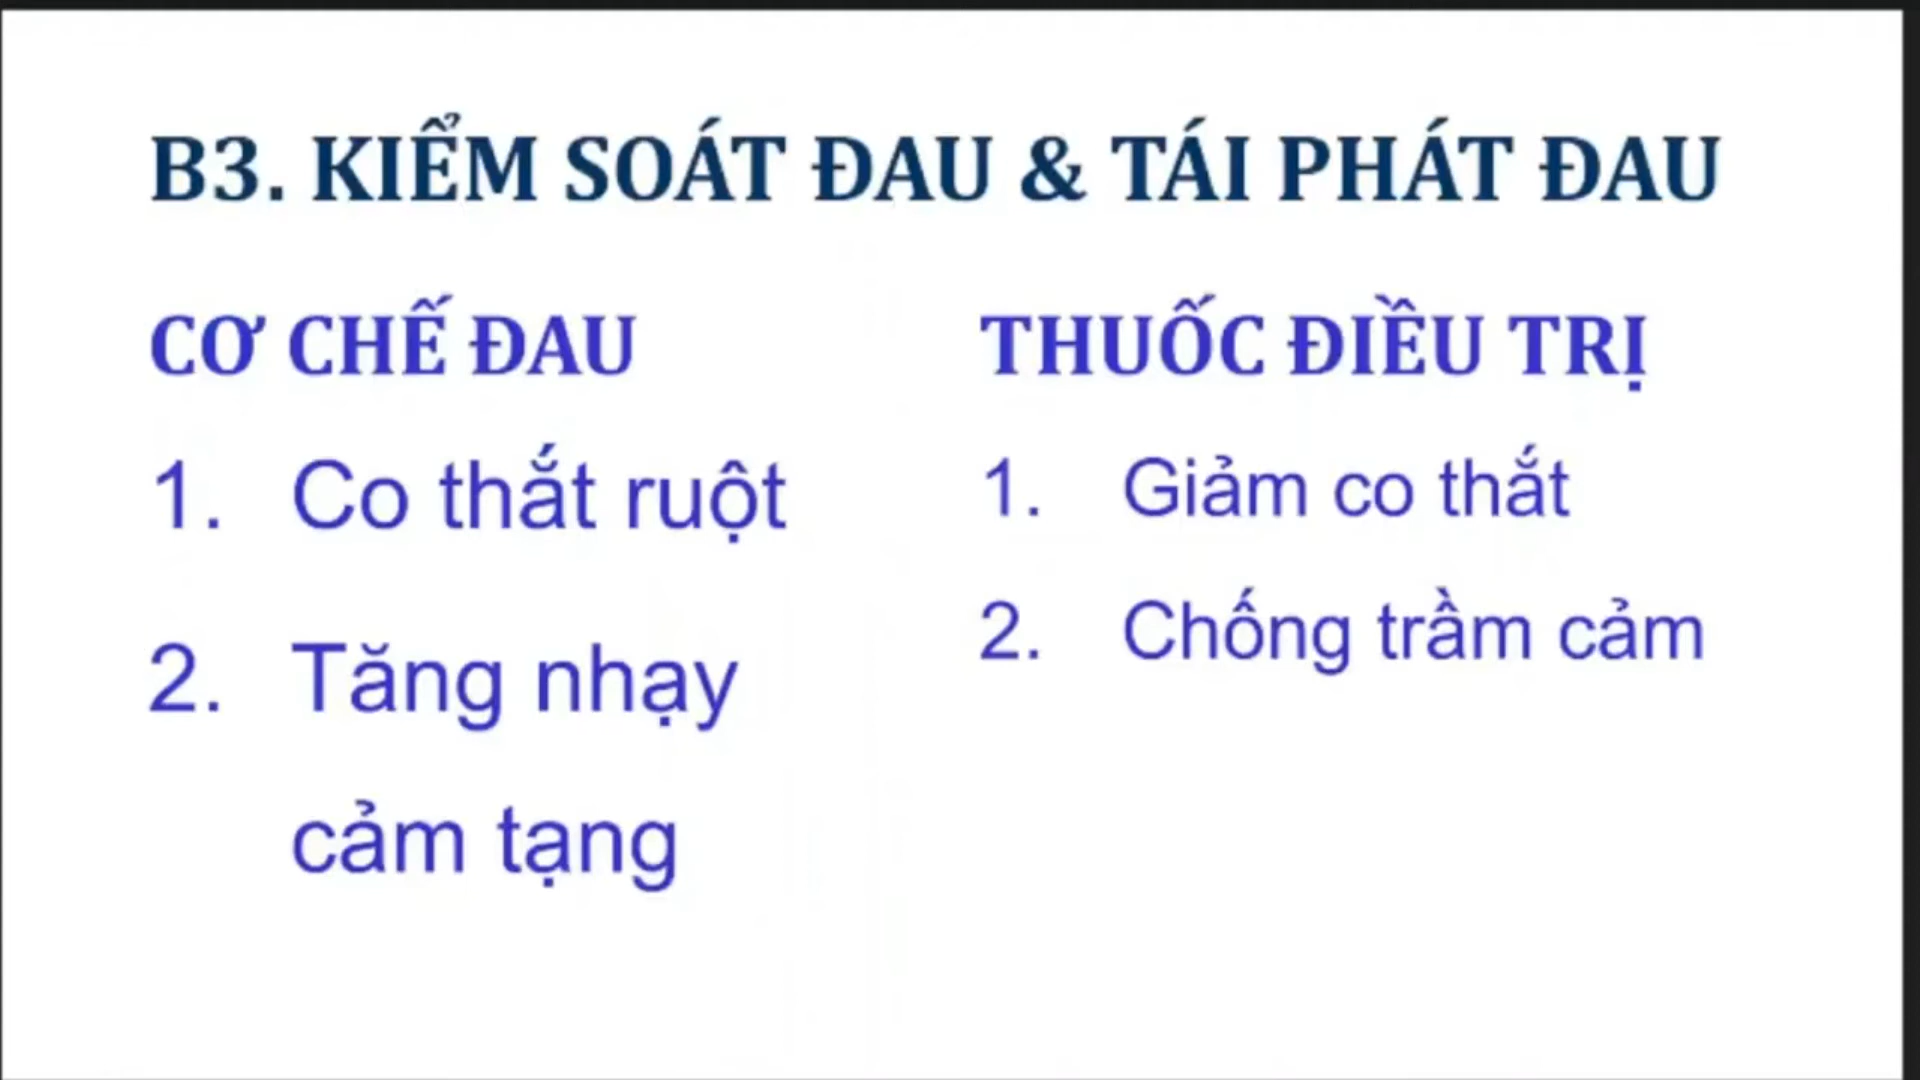 B3. KIỂM SOÁT ĐAU & TÁI PHÁT ĐAU
CƠ CHẾ ĐAU
1. Co thắt ruột
2. Tăng nhạy
cảm tạng
THUỐC ĐIỀU TRỊ
1. Giảm co thắt
2. Chống trầm cảm